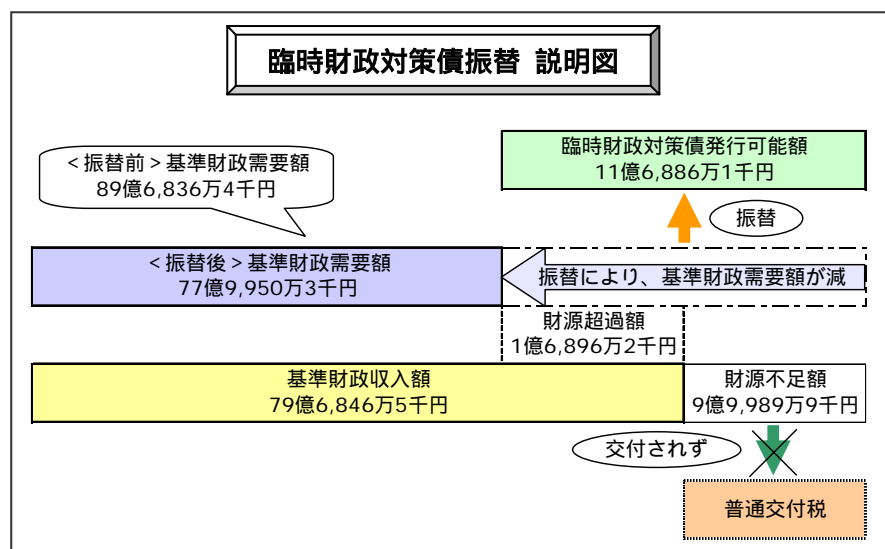 臨時財政対策債振替 説明図
臨時財政対策債発行可能額
11億6,886万1千円
<振替前>基準財政需要額
89億6,836万4千円
振替
<振替後>基準財政需要額
77億9,950万3千円
振替により、基準財政需要額が減
財源超過額
1億6,896万2千円
基準財政収入額
79億6,846万5千円
財源不足額
9億9,989万9千円
交付されず
普通交付税